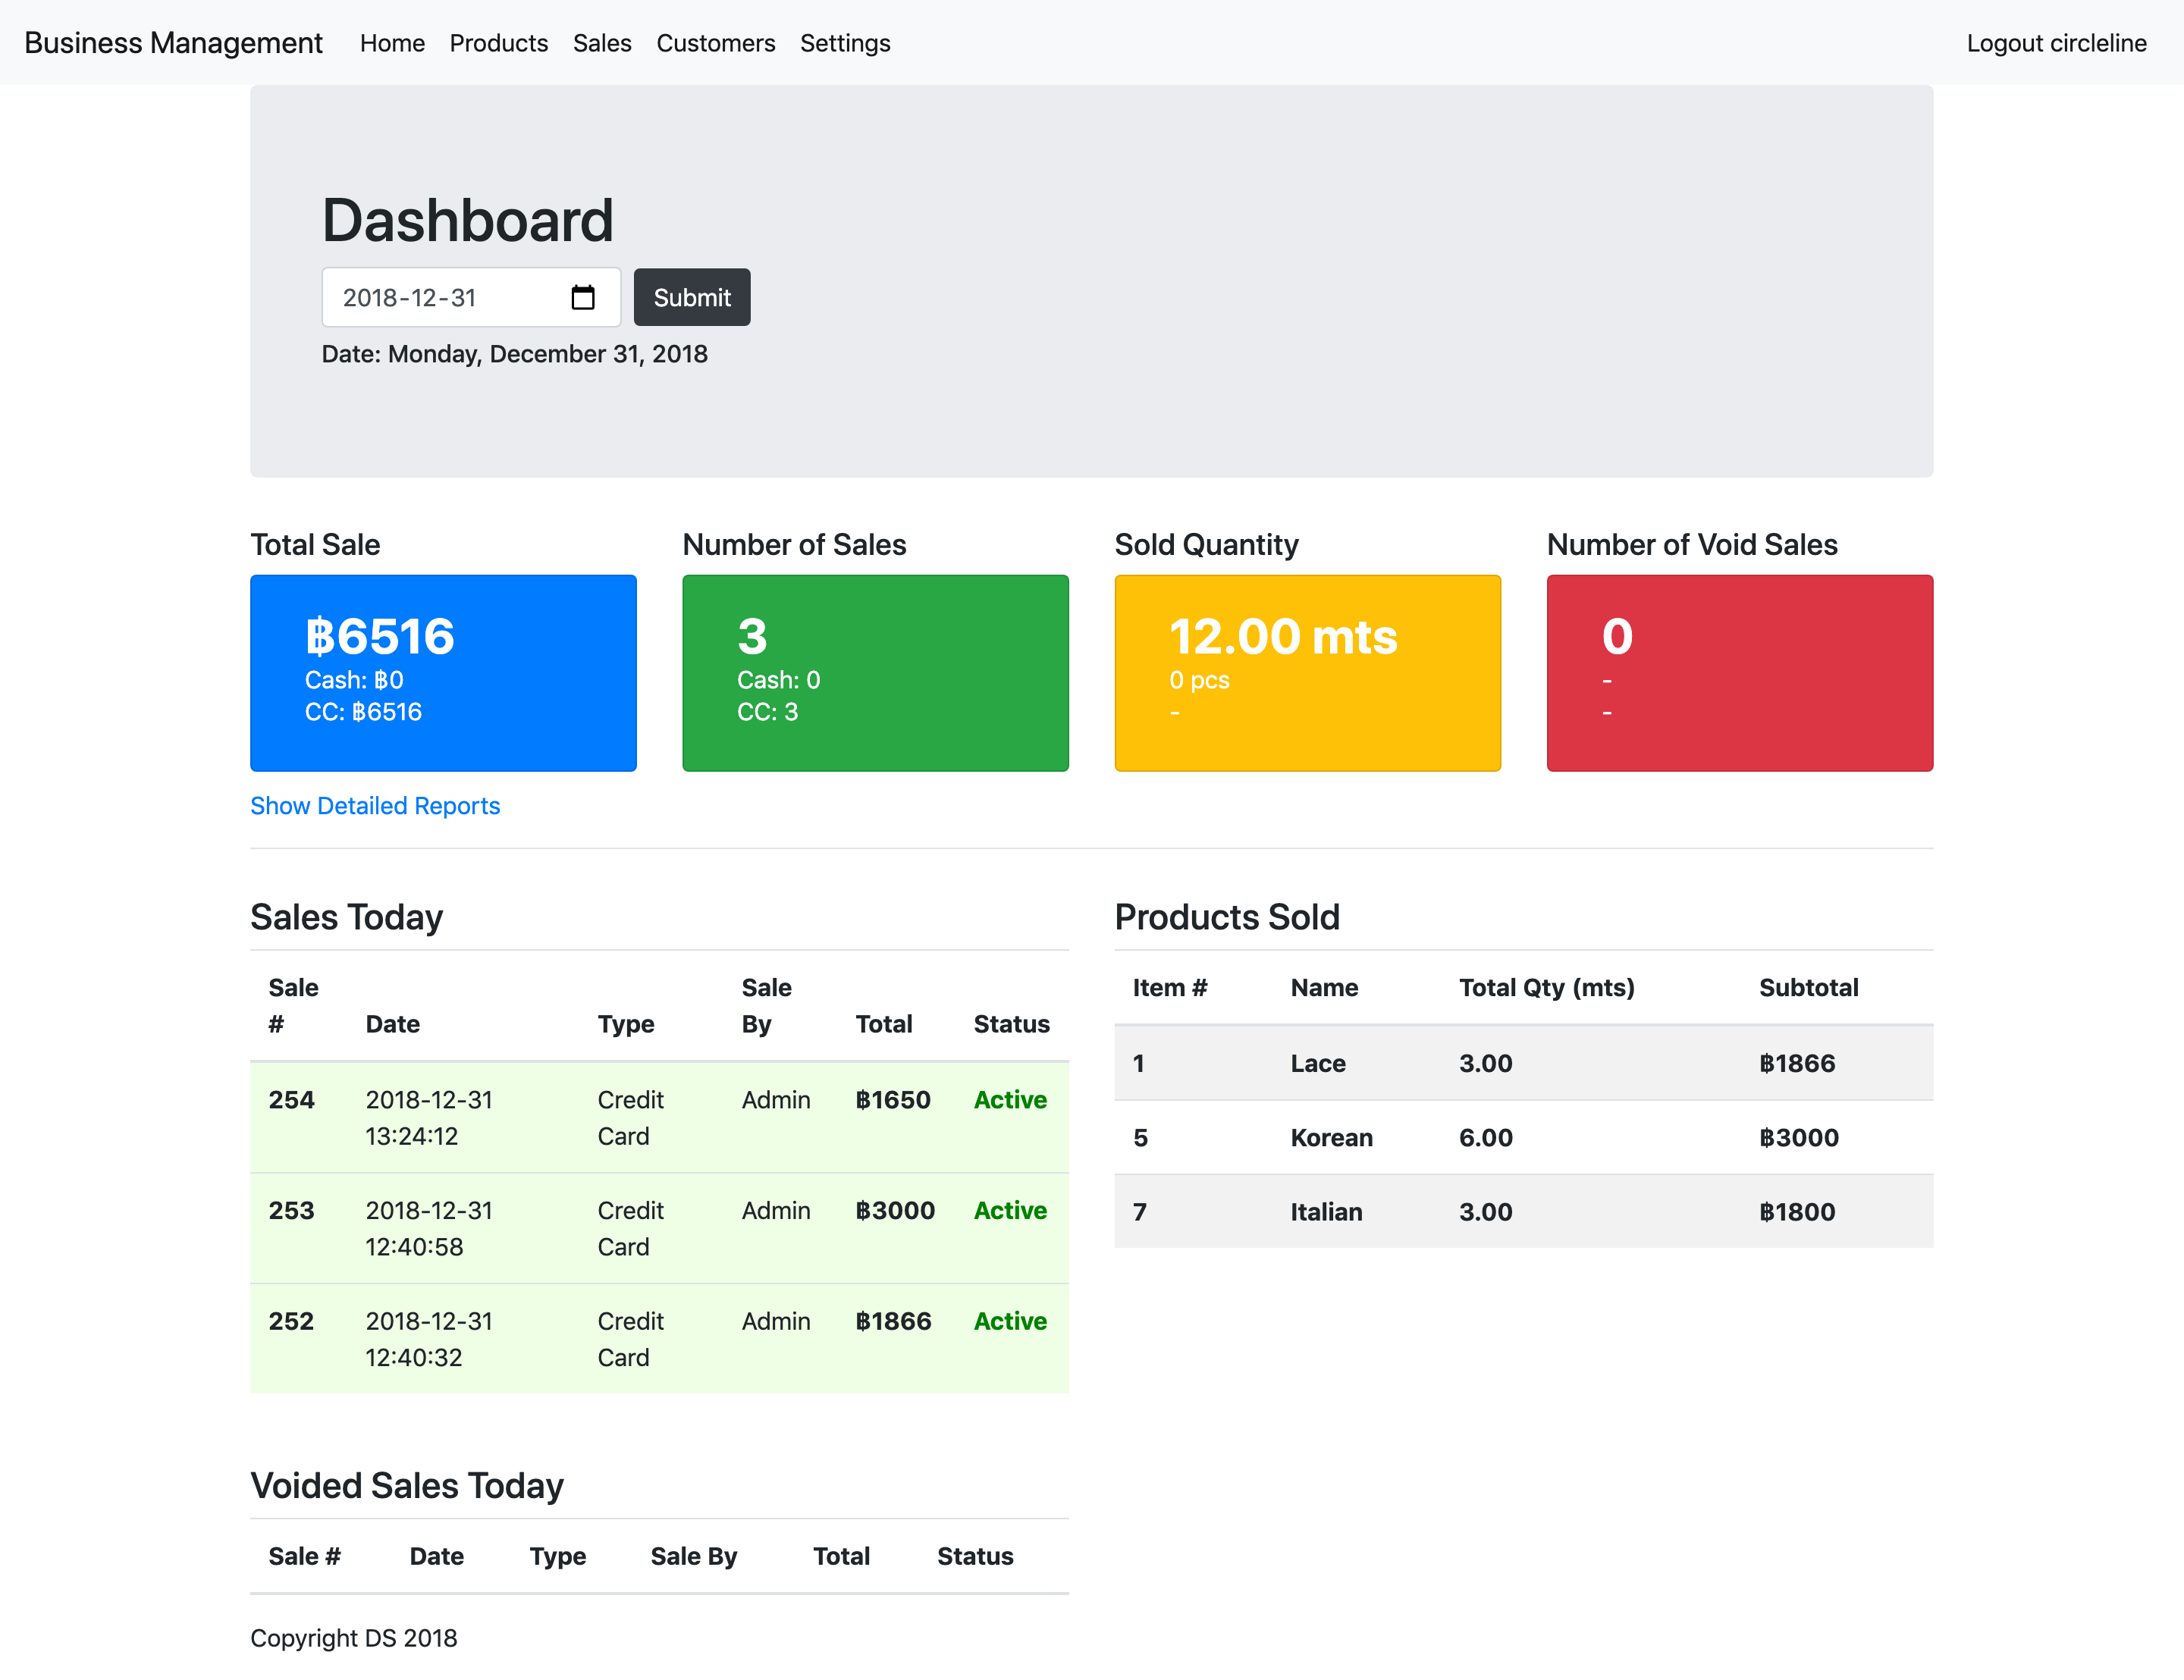 Business Management Home Products Sales Customers Settings Logout circleline
Dashboard
2018-12-31 Submit
Date: Monday, December 31, 2018
Total Sale
฿6516
Cash: ฿0
CC: ฿6516
Number of Sales
3
Cash: 0
CC: 3
Sold Quantity
12.00 mts
0 pcs
-
Number of Void Sales
0
-
-
Show Detailed Reports
Sales Today
Sale # Date Type Sale By Total Status
254 2018-12-31 13:24:12 Credit Card Admin ฿1650 Active
253 2018-12-31 12:40:58 Credit Card Admin ฿3000 Active
252 2018-12-31 12:40:32 Credit Card Admin ฿1866 Active
Products Sold
Item # Name Total Qty (mts) Subtotal
1 Lace 3.00 ฿1866
5 Korean 6.00 ฿3000
7 Italian 3.00 ฿1800
Voided Sales Today
Sale # Date Type Sale By Total Status
Copyright DS 2018